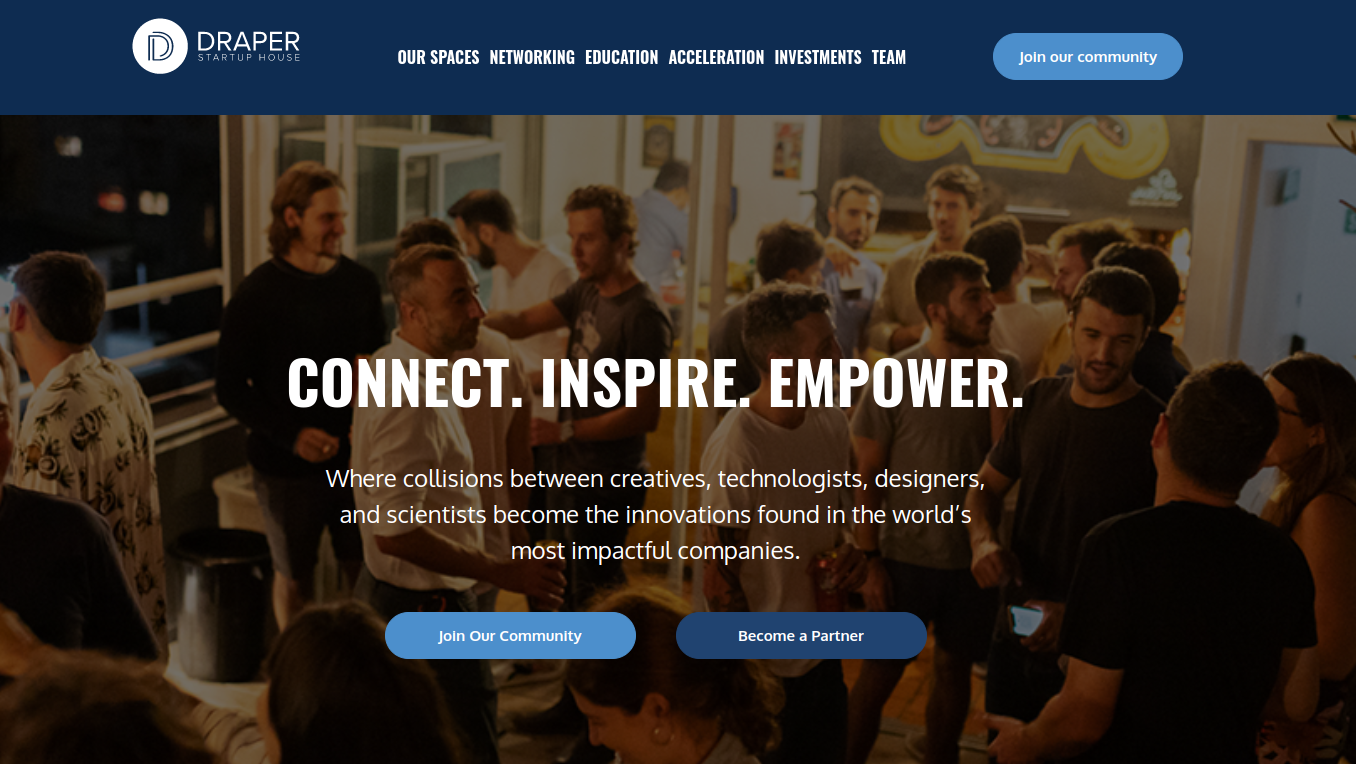 DRAPER
STARTUP HOUSE
OUR SPACES NETWORKING EDUCATION ACCELERATION INVESTMENTS TEAM
Join our community
CONNECT. INSPIRE. EMPOWER.
Where collisions between creatives, technologists, designers,
and scientists become the innovations found in the world’s
most impactful companies.
Join Our Community
Become a Partner